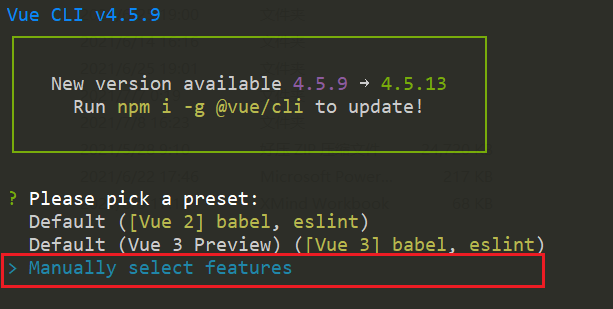 Vue CLI v4.5.9
New version available 4.5.9 → 4.5.13
Run npm i -g @vue/cli to update!
? Please pick a preset:
Default ([Vue 2] babel, eslint)
Default (Vue 3 Preview) ([Vue 3] babel, eslint)
> Manually select features